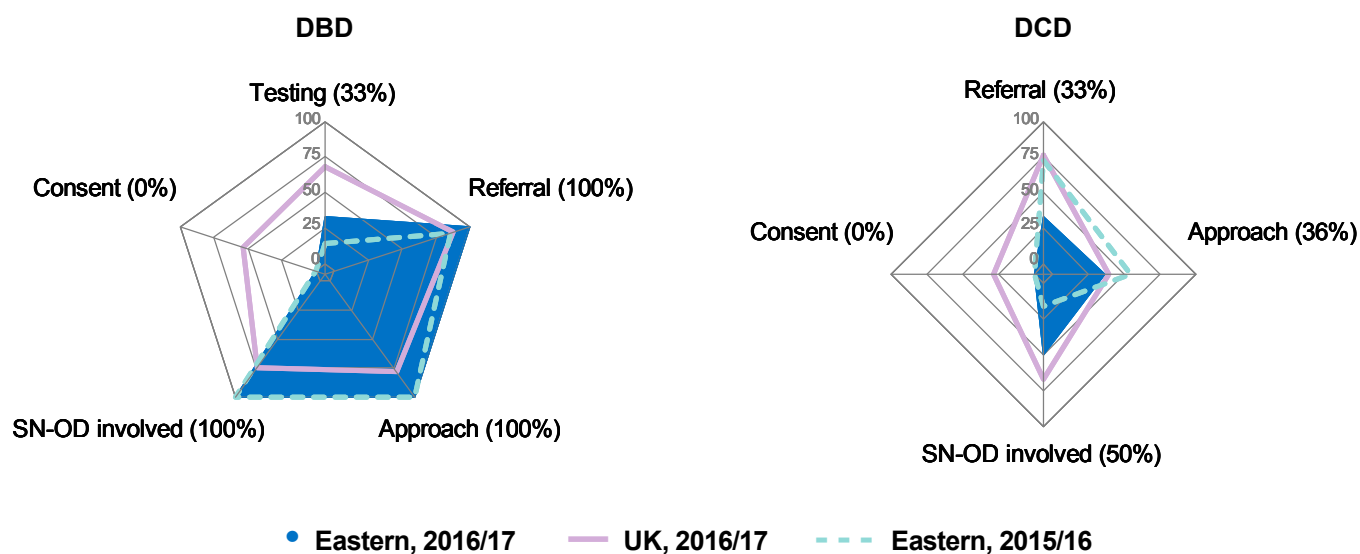 DBD
Testing (33%)
100
75
50
25
0
Consent (0%)
Referral (100%)
SN-OD involved (100%)
Approach (100%)
DCD
Referral (33%)
100
75
50
25
0
Consent (0%)
Approach (36%)
SN-OD involved (50%)
Eastern, 2016/17
UK, 2016/17
Eastern, 2015/16